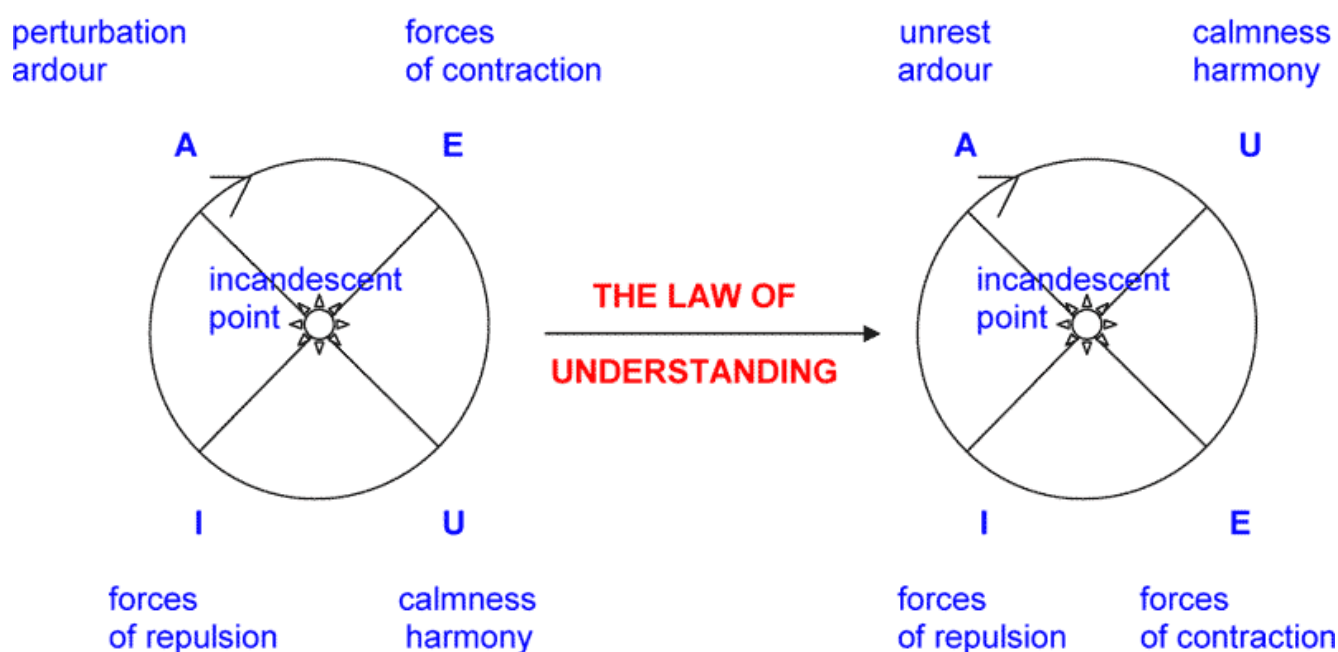 perturbation
ardour
forces
of contraction
A
E
incandescent
point
I
U
forces
of repulsion
calmness
harmony
THE LAW OF
UNDERSTANDING
unrest
ardour
calmness
harmony
A
U
incandescent
point
I
E
forces
of repulsion
forces
of contraction